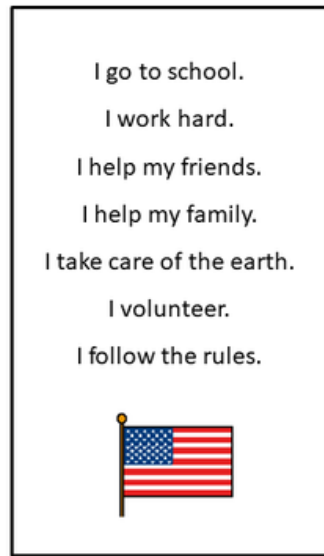 I go to school.
I work hard.
I help my friends.
I help my family.
I take care of the earth.
I volunteer.
I follow the rules.